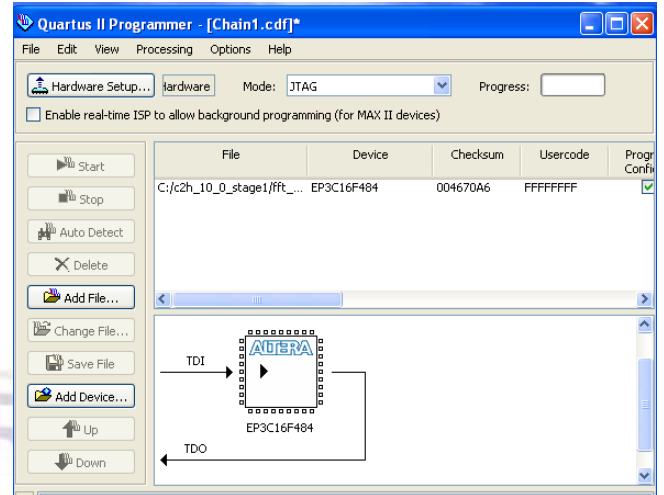 Quartus II Programmer - [Chain1.cdf]*
File Edit View Processing Options Help
Hardware Setup... Hardware Mode: JTAG Progress:
Enable real-time ISP to allow background programming (for MAX II devices)
Start
Stop
Auto Detect
Delete
Add File...
Change File...
Save File
Add Device...
Up
Down
File Device Checksum Usercode Progr
Confi
C:/c2h_10_0_stage1/fft_... EP3C16F484 004670A6 FFFFFFFF
ALTERA
TDI
EP3C16F484
TDO